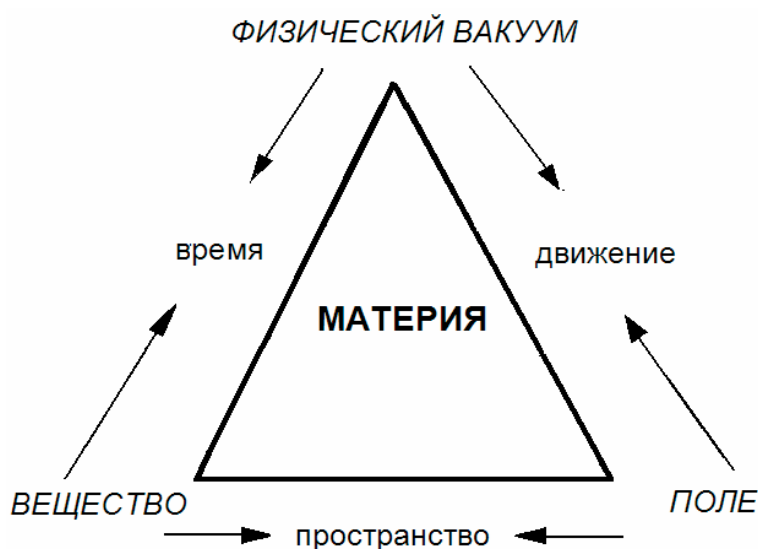 ФИЗИЧЕСКИЙ ВАКУУМ
время
движение
МАТЕРИЯ
ВЕЩЕСТВО
ПОЛЕ
пространство